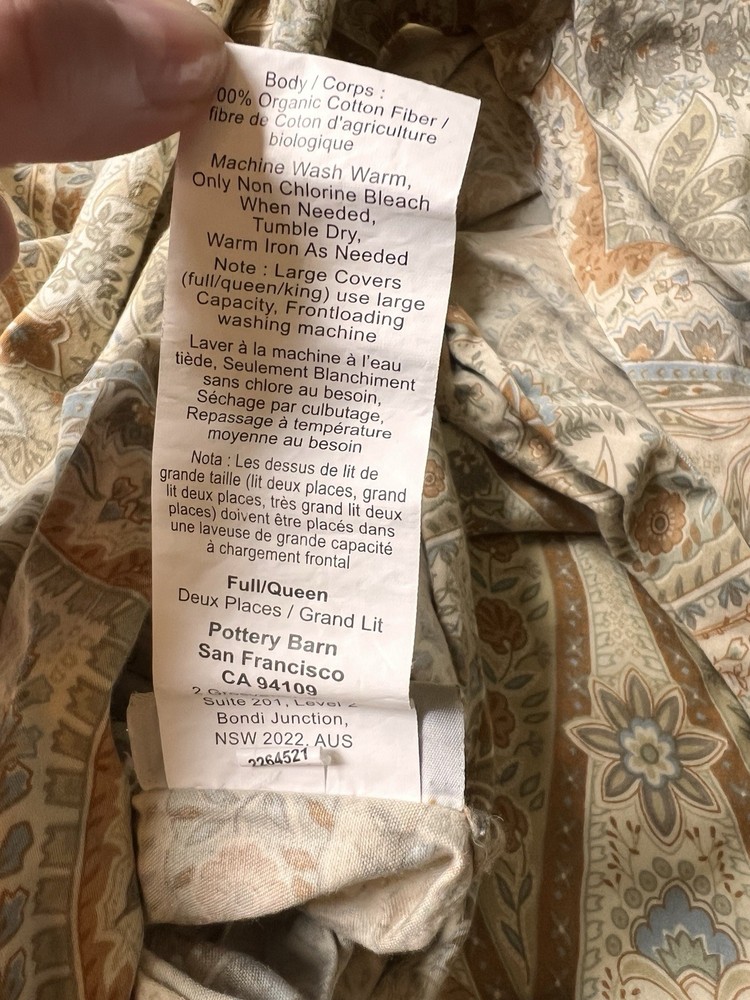 Body / Corps :
00% Organic Cotton Fiber /
fibre de Coton d'agriculture
biologique
Machine Wash Warm,
Only Non Chlorine Bleach
When Needed,
Tumble Dry,
Warm Iron As Needed
Note : Large Covers
(full/queen/king) use large
Capacity, Frontloading
washing machine
Laver à la machine à l'eau
tiède, Seulement Blanchiment
sans chlore au besoin,
Séchage par culbutage,
Repassage à température
moyenne au besoin
Nota : Les dessus de lit de
grande taille (lit deux places, grand
lit deux places, très grand lit deux
places) doivent être placés dans
une laveuse de grande capacité
à chargement frontal
Full/Queen
Deux Places / Grand Lit
Pottery Barn
San Francisco
CA 94109
2
Suite 201, Level 2
Bondi Junction,
NSW 2022, AUS
2264521